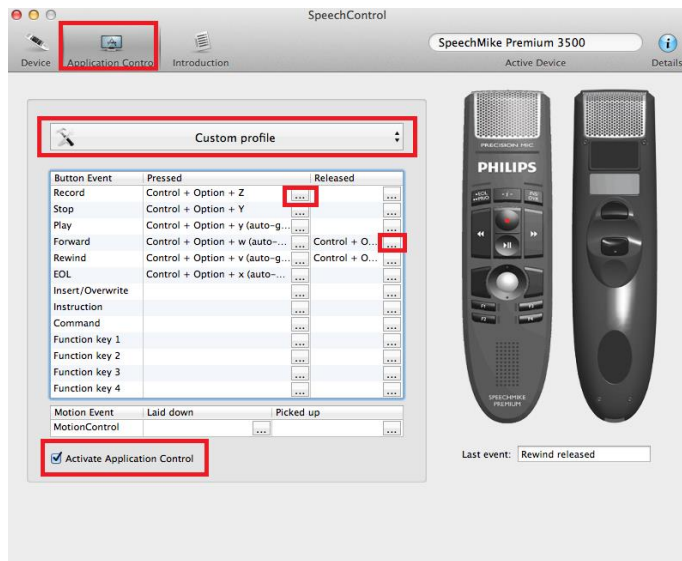 SpeechControl
Device
Application Contro
Introduction
SpeechMike Premium 3500
Active Device
Details
Custom profile
Button Event Pressed Released
Record Control + Option + Z ...
Stop Control + Option + Y ...
Play Control + Option + y (auto-g... ...
Forward Control + Option + w (auto-... ... Control + O... ...
Rewind Control + Option + v (auto-g... ... Control + O... ...
EOL Control + Option + x (auto-... ...
Insert/Overwrite ... ...
Instruction ... ...
Command ... ...
Function key 1 ... ...
Function key 2 ... ...
Function key 3 ... ...
Function key 4 ... ...
Motion Event Laid down Picked up
MotionControl ... ...
Activate Application Control
PRECISION MIC
PHILIPS
SPEECHMIKE
PREMIUM
Last event: Rewind released